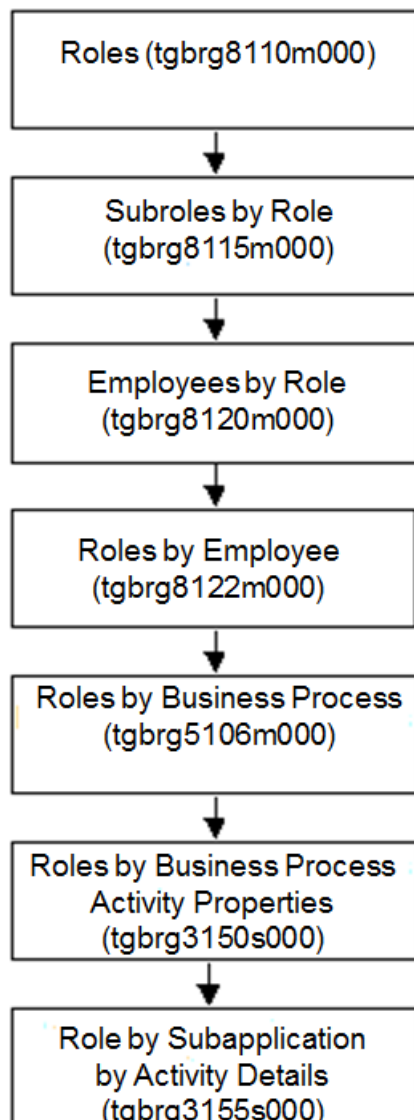 Roles (tgbrg8110m000)
Subroles by Role
(tgbrg8115m000)
Employees by Role
(tgbrg8120m000)
Roles by Employee
(tgbrg8122m000)
Roles by Business Process
(tgbrg5106m000)
Roles by Business Process
Activity Properties
(tgbrg3150s000)
Role by Subapplication
by Activity Details
(tgbrg3155s000)